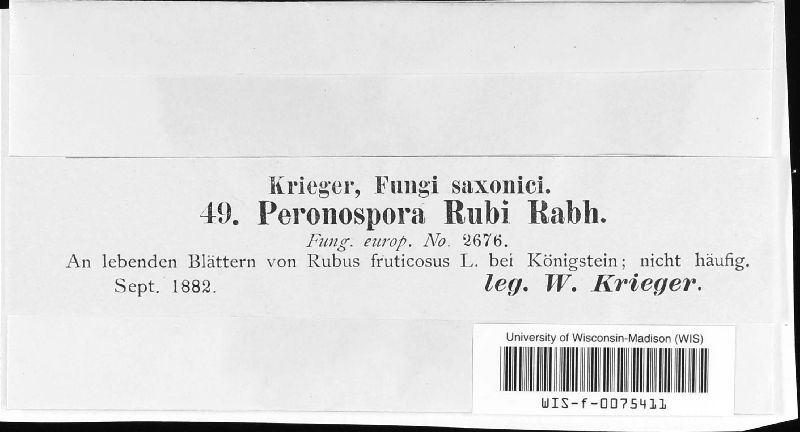 Krieger, Fungi saxonici.
49. Peronospora Rubi Rabh.
Fung. europ. No. 2676.
An lebenden Blättern von Rubus fruticosus L. bei Königstein; nicht häufig.
Sept. 1882. leg. W. Krieger.
University of Wisconsin-Madison (WIS)
WIS-f-0075411